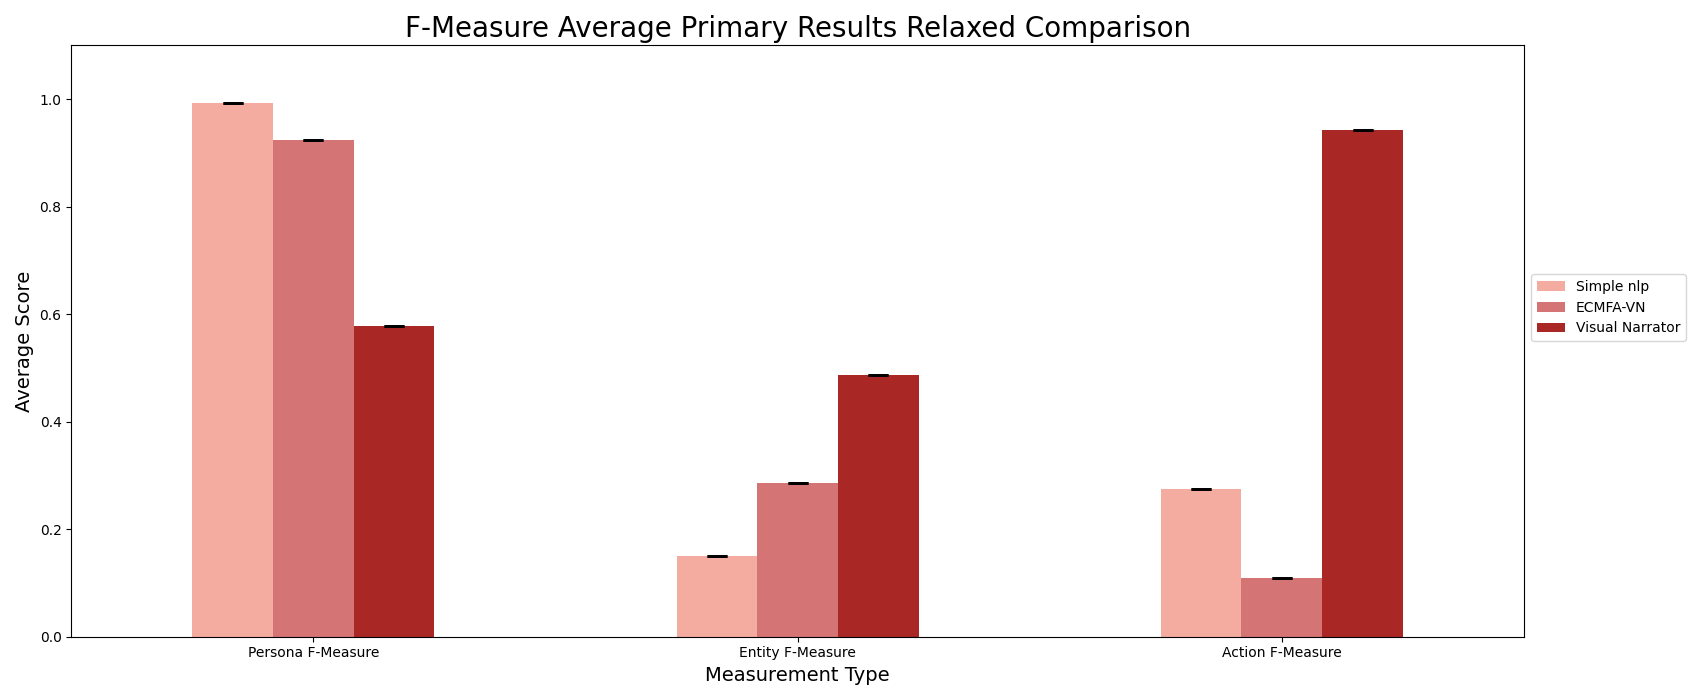 F-Measure Average Primary Results Relaxed Comparison
Average Score
1.0
0.8
0.6
0.4
0.2
0.0
Persona F-Measure
Entity F-Measure
Action F-Measure
Measurement Type
Simple nlp
ECMFA-VN
Visual Narrator